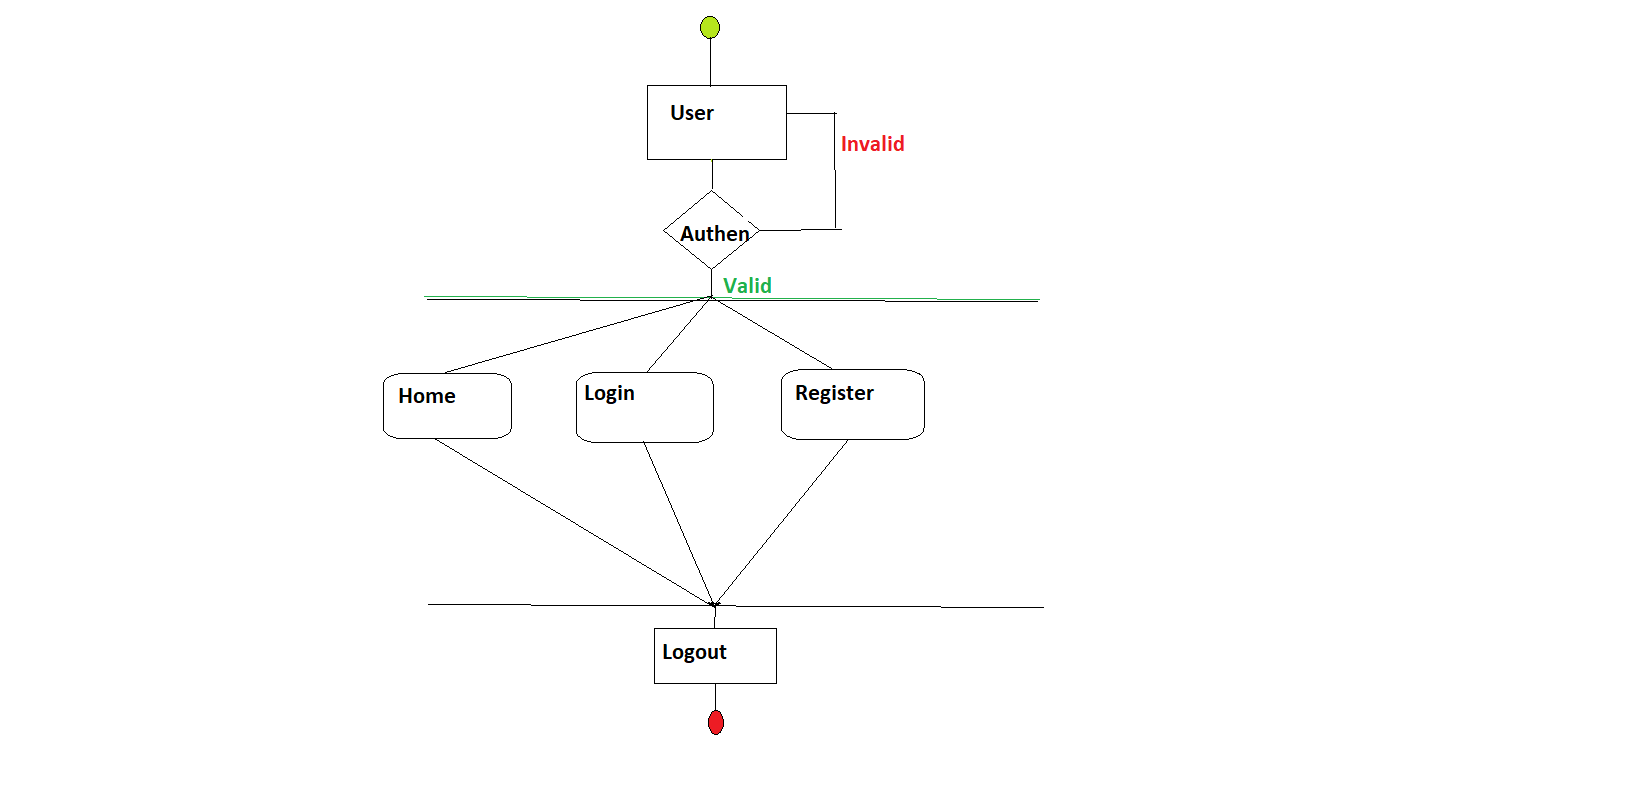 User
Invalid
Authen
Valid
Home
Login
Register
Logout